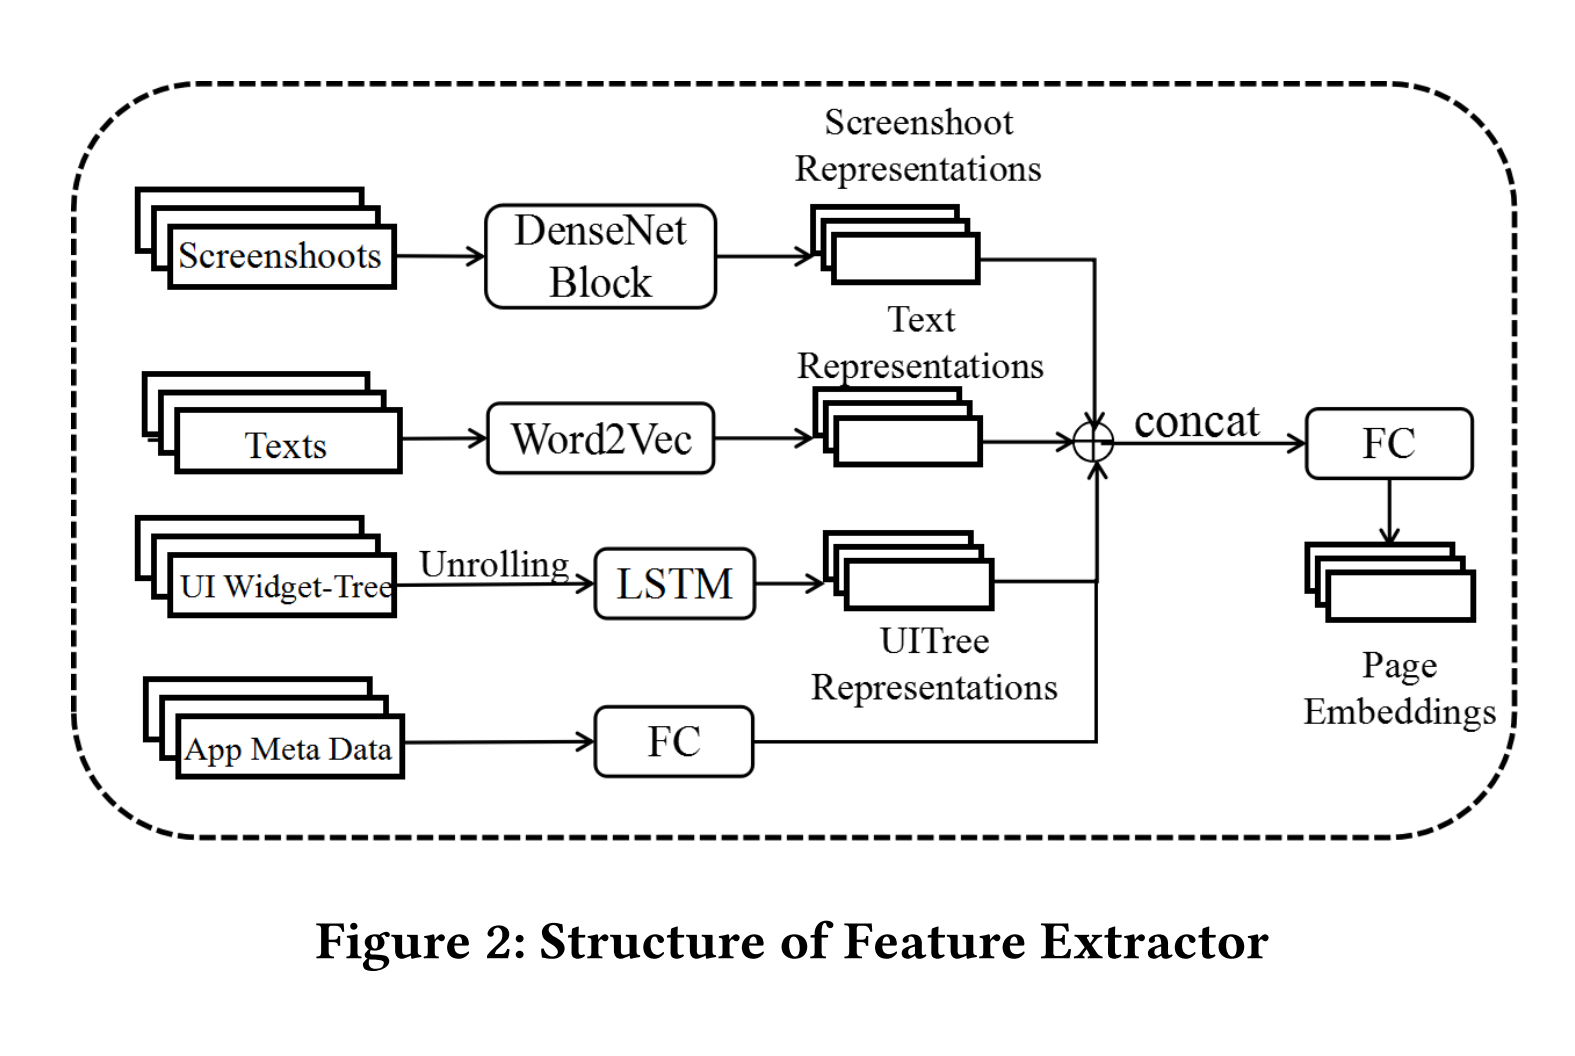 Screenshoot
Representations
Screenshoots
DenseNet
Block
Text
Representations
Texts
Word2Vec
concat
FC
UI Widget-Tree
Unrolling
LSTM
UITree
Representations
Page
Embeddings
App Meta Data
FC
Figure 2: Structure of Feature Extractor